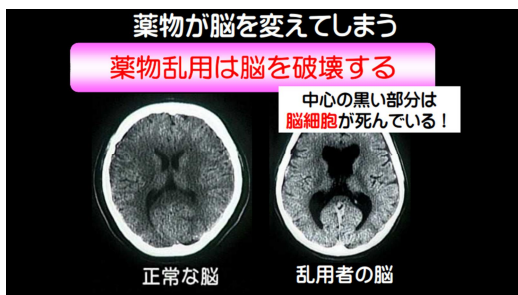 薬物が脳を変えてしまう
薬物乱用は脳を破壊する
中心の黒い部分は
脳細胞が死んでいる！
正常な脳
乱用者の脳